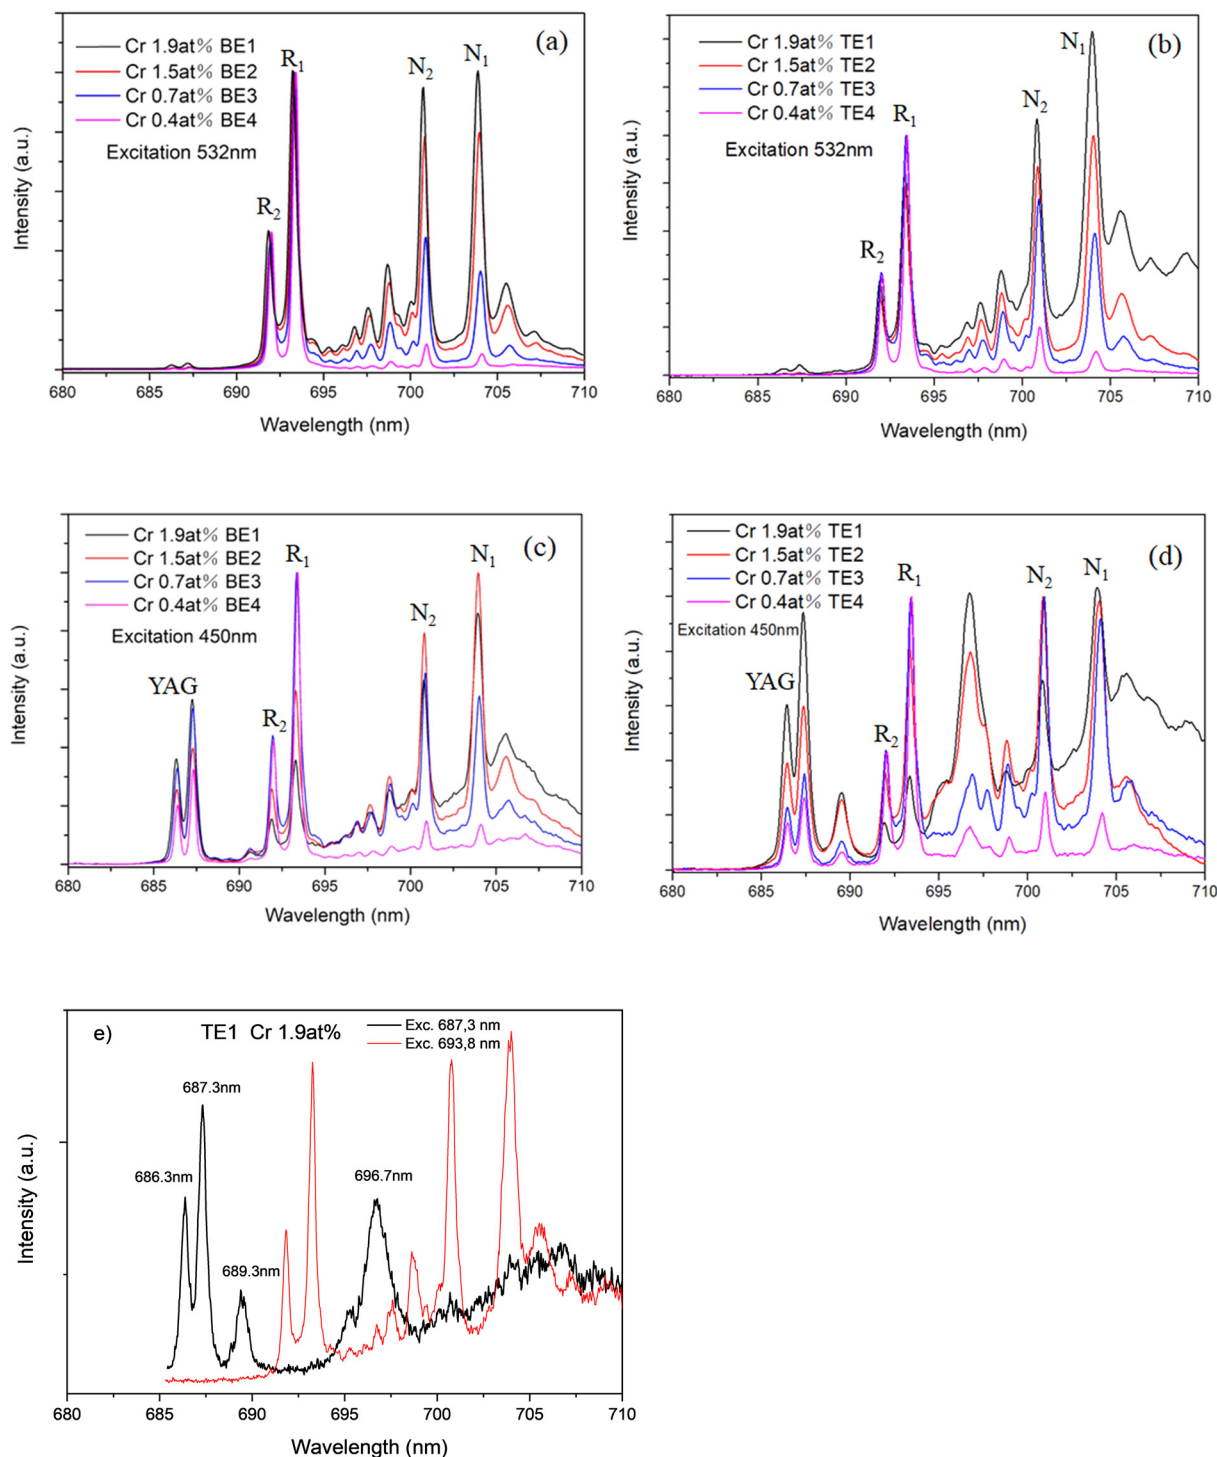 Cr 1.9at% BE1
Cr 1.5at% BE2
Cr 0.7at% BE3
Cr 0.4at% BE4
Excitation 532nm
(a)
R₂
R₁
N₂
N₁
Intensity (a.u.)
680 685 690 695 700 705 710
Wavelength (nm)
Cr 1.9at% TE1
Cr 1.5at% TE2
Cr 0.7at% TE3
Cr 0.4at% TE4
Excitation 532nm
(b)
R₂
R₁
N₂
N₁
Intensity (a.u.)
680 685 690 695 700 705 710
Wavelength (nm)
Cr 1.9at% BE1
Cr 1.5at% BE2
Cr 0.7at% BE3
Cr 0.4at% BE4
Excitation 450nm
(c)
YAG
R₂
R₁
N₂
N₁
Intensity (a.u.)
680 685 690 695 700 705 710
Wavelength (nm)
Cr 1.9at% TE1
Cr 1.5at% TE2
Cr 0.7at% TE3
Cr 0.4at% TE4
Excitation 450nm
(d)
YAG
R₂
R₁
N₂
N₁
Intensity (a.u.)
680 685 690 695 700 705 710
Wavelength (nm)
e)
TE1 Cr 1.9at%
Exc. 687,3 nm
Exc. 693,8 nm
687.3nm
686.3nm
689.3nm
696.7nm
Intensity (a.u.)
680 685 690 695 700 705 710
Wavelength (nm)